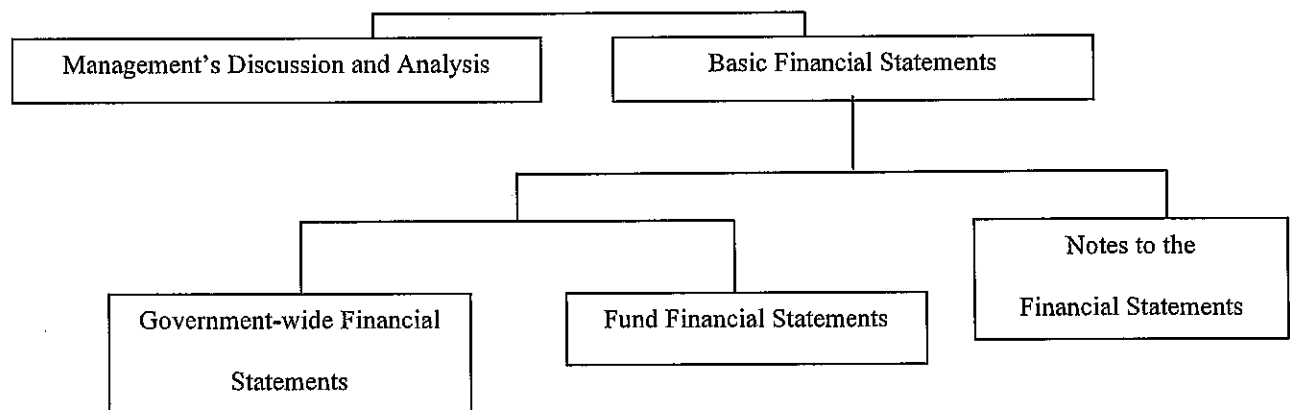 Management's Discussion and Analysis
Basic Financial Statements
Government-wide Financial
Statements
Fund Financial Statements
Notes to the
Financial Statements